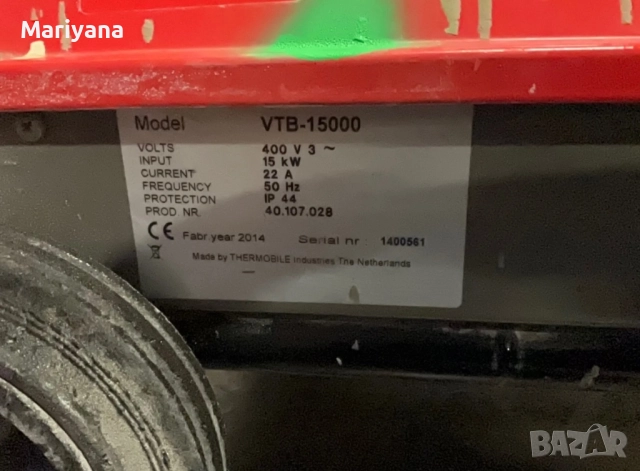 Mariyana
Model VTB-15000
VOLTS 400 V 3 ~
INPUT 15 kW
CURRENT 22 A
FREQUENCY 50 Hz
PROTECTION IP 44
PROD NR. 40.107.028
CE Fabr.year 2014 Serial nr 1400561
Made by THERMOBILE Industries The Netherlands
BAZAR